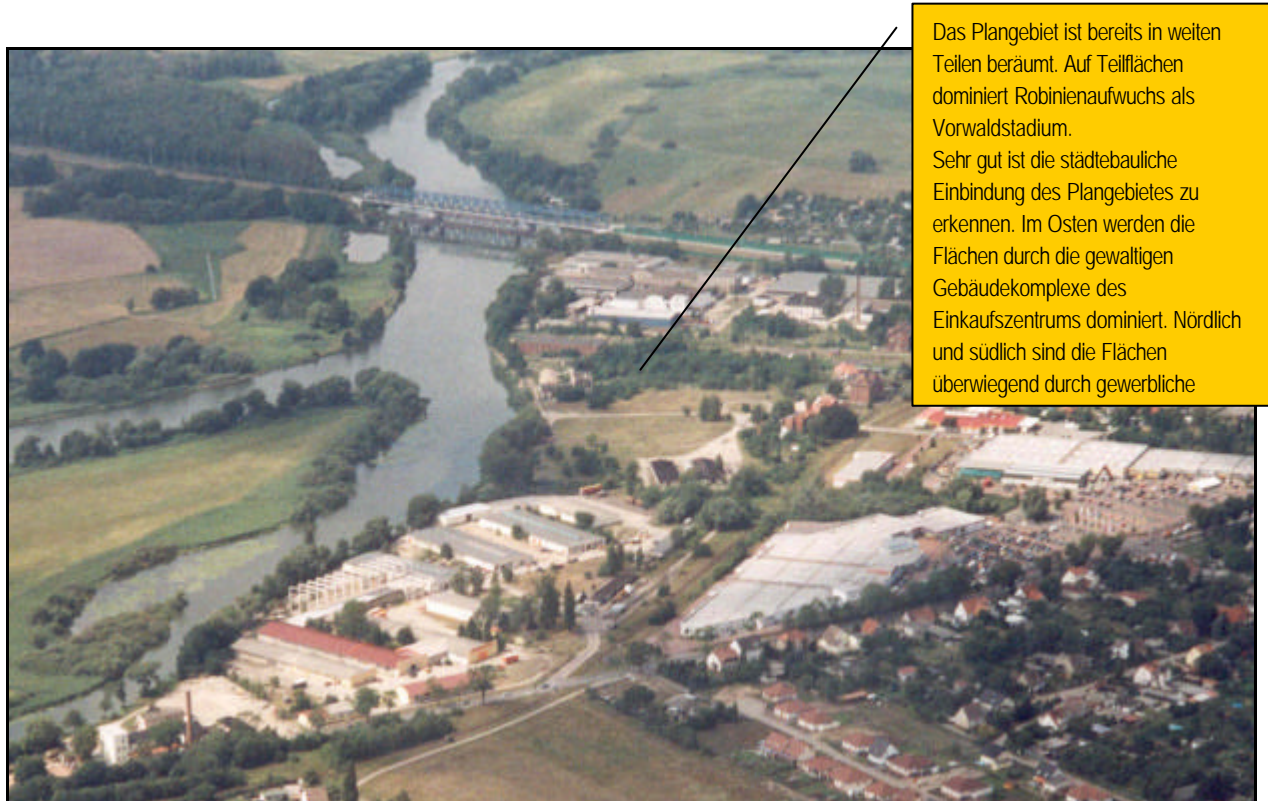 Das Plangebiet ist bereits in weiten
Teilen beräumt. Auf Teilflächen
dominiert Robinienaufwuchs als
Vorwaldstadium.
Sehr gut ist die städtebauliche
Einbindung des Plangebietes zu
erkennen. Im Osten werden die
Flächen durch die gewaltigen
Gebäudekomplexe des
Einkaufszentrums dominiert. Nördlich
und südlich sind die Flächen
überwiegend durch gewerbliche